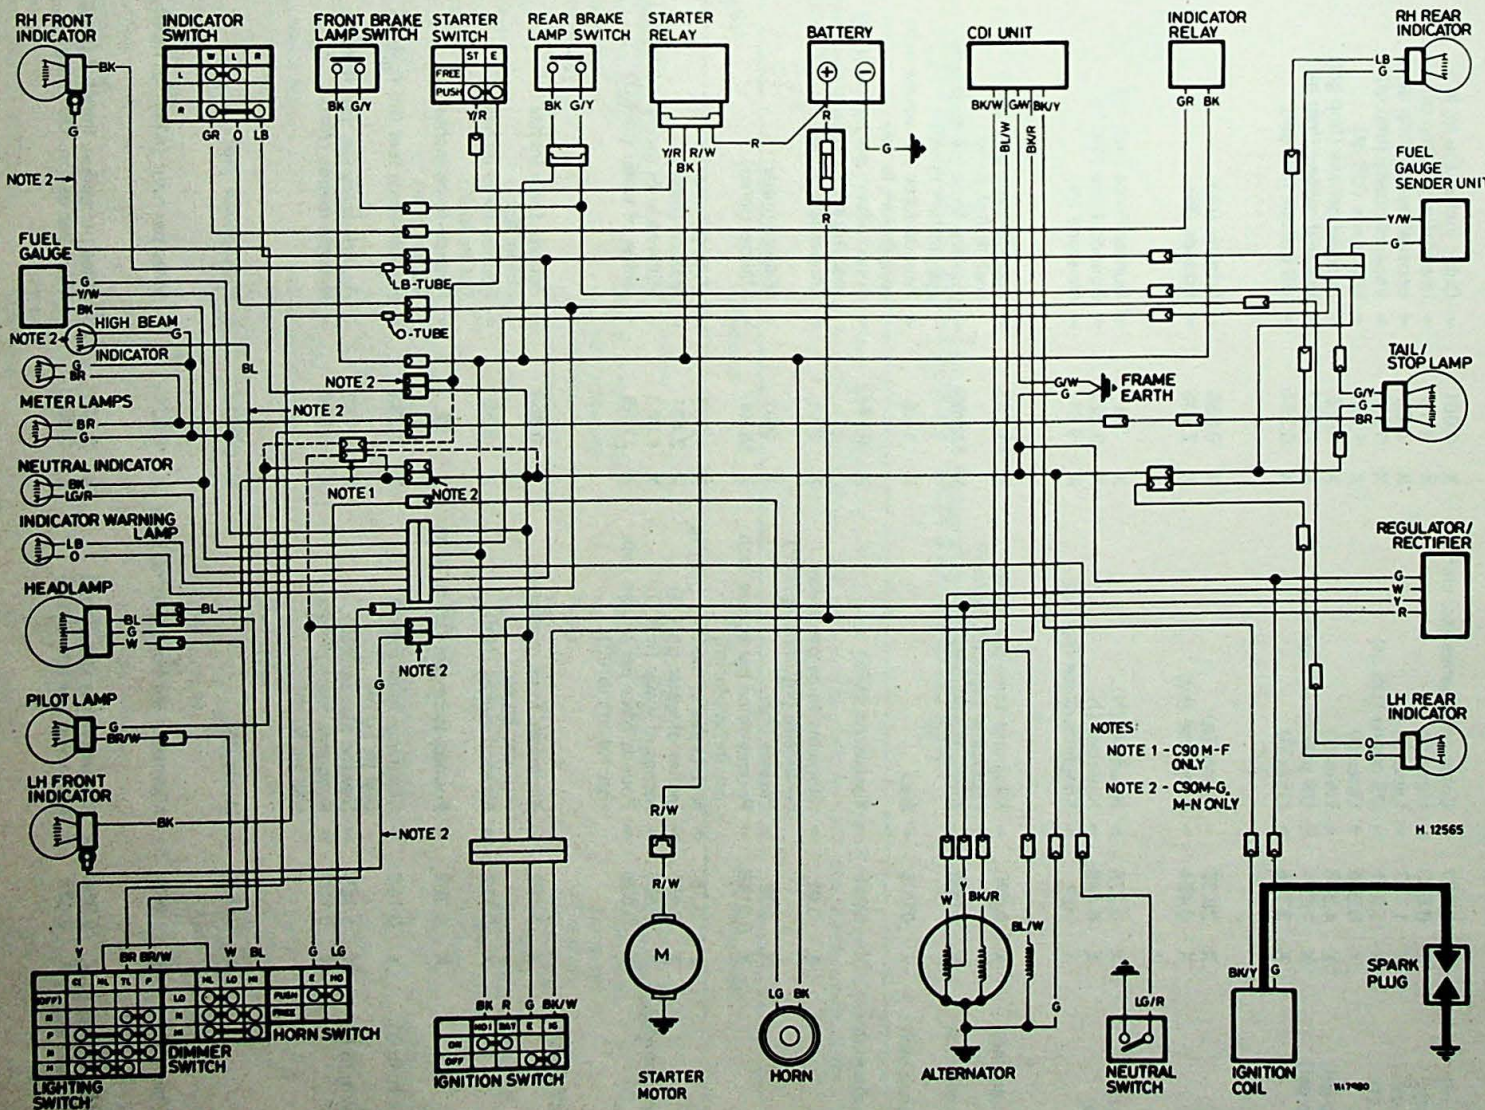 RH FRONT
INDICATOR
INDICATOR
SWITCH
FRONT BRAKE
LAMP SWITCH
STARTER
SWITCH
REAR BRAKE
LAMP SWITCH
STARTER
RELAY
BATTERY
CDI UNIT
INDICATOR
RELAY
RH REAR
INDICATOR
W L R
L
R
ST E
FREE
PUSH
+ −
BK
G
GR O LB
BK G/Y
Y/R
BK G/Y
Y/R R/W
BK
R
R
G
R
BK/W G/W BK/Y
BL/W
BK/R
GR BK
LB
G
NOTE 2
FUEL
GAUGE
SENDER UNIT
Y/W
G
FUEL
GAUGE
G
Y/W
BK
LB-TUBE
O-TUBE
HIGH BEAM
NOTE 2
G
INDICATOR
G
BR
BL
NOTE 2
NOTE 2
METER LAMPS
BR
G
G/W
G
FRAME
EARTH
TAIL/
STOP LAMP
G/Y
G
BR
NEUTRAL INDICATOR
BK
LG/R
NOTE 1
NOTE 2
INDICATOR WARNING
LAMP
LB
O
REGULATOR/
RECTIFIER
G
W
Y
R
HEADLAMP
BL
G
W
BL
NOTE 2
G
PILOT LAMP
G
BR/W
LH REAR
INDICATOR
O
G
NOTES:
NOTE 1 - C90 M-F
ONLY
NOTE 2 - C90M-G,
M-N ONLY
LH FRONT
INDICATOR
BK
NOTE 2
H.12565
R/W
R/W
M
W
Y
BK/R
BL/W
G
LG/R
BK/Y
G
SPARK
PLUG
Y
BR BR/W
W BL
G LG
TL P
HL LO HI
E HO
(OFF)
LO
PUSH
N
N
FREE
P
HI
N
H
HORN SWITCH
DIMMER
SWITCH
LIGHTING
SWITCH
BK R G BK/W
BAT E IG
ON
OFF
IGNITION SWITCH
STARTER
MOTOR
LG BK
HORN
ALTERNATOR
NEUTRAL
SWITCH
IGNITION
COIL